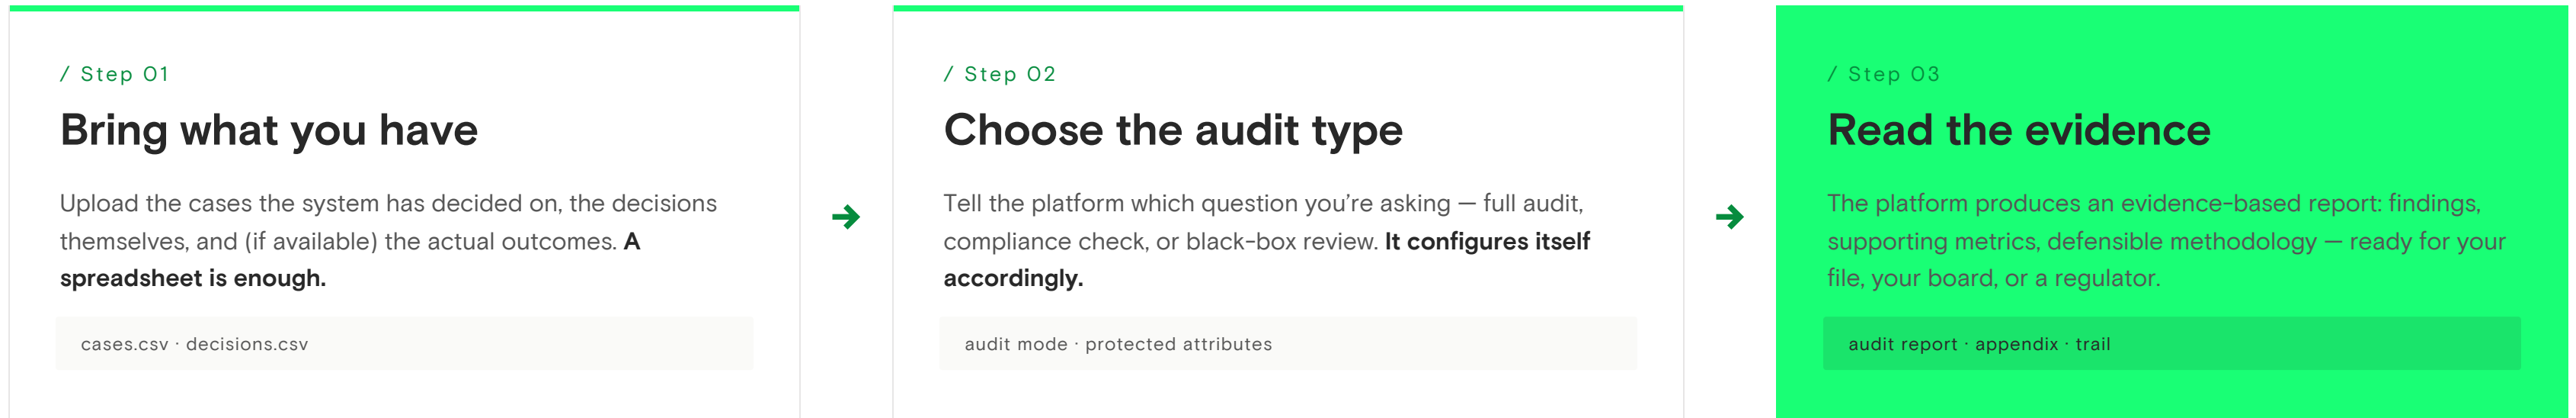 / Step 01
Bring what you have
Upload the cases the system has decided on, the decisions
themselves, and (if available) the actual outcomes. A
spreadsheet is enough.
cases.csv · decisions.csv
/ Step 02
Choose the audit type
Tell the platform which question you’re asking — full audit,
compliance check, or black-box review. It configures itself
accordingly.
audit mode · protected attributes
/ Step 03
Read the evidence
The platform produces an evidence-based report: findings,
supporting metrics, defensible methodology — ready for your
file, your board, or a regulator.
audit report · appendix · trail